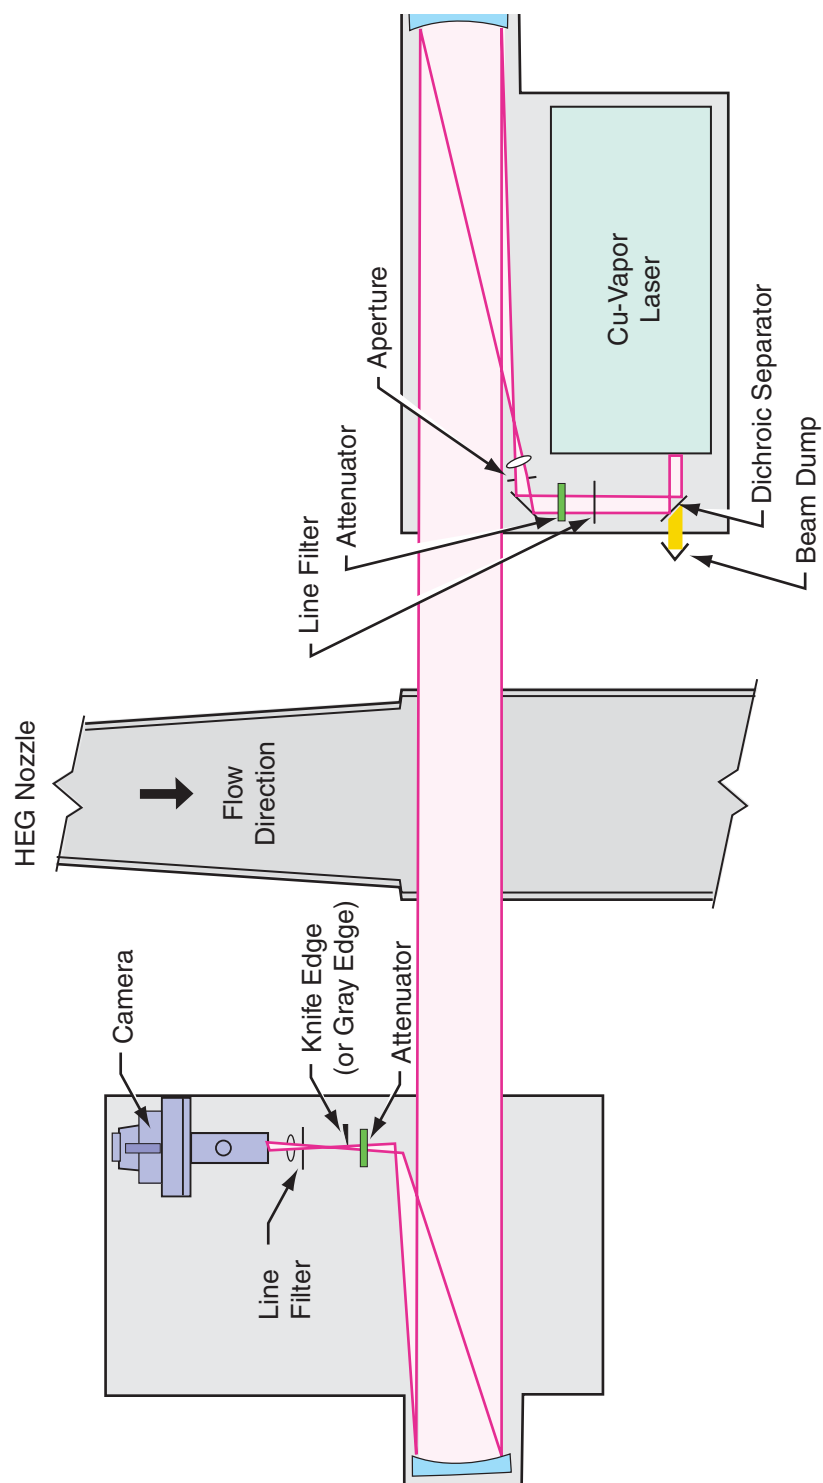 HEG Nozzle
Flow
Direction
Camera
Knife Edge
(or Gray Edge)
Attenuator
Line
Filter
Aperture
Attenuator
Line Filter
Cu-Vapor
Laser
Dichroic Separator
Beam Dump